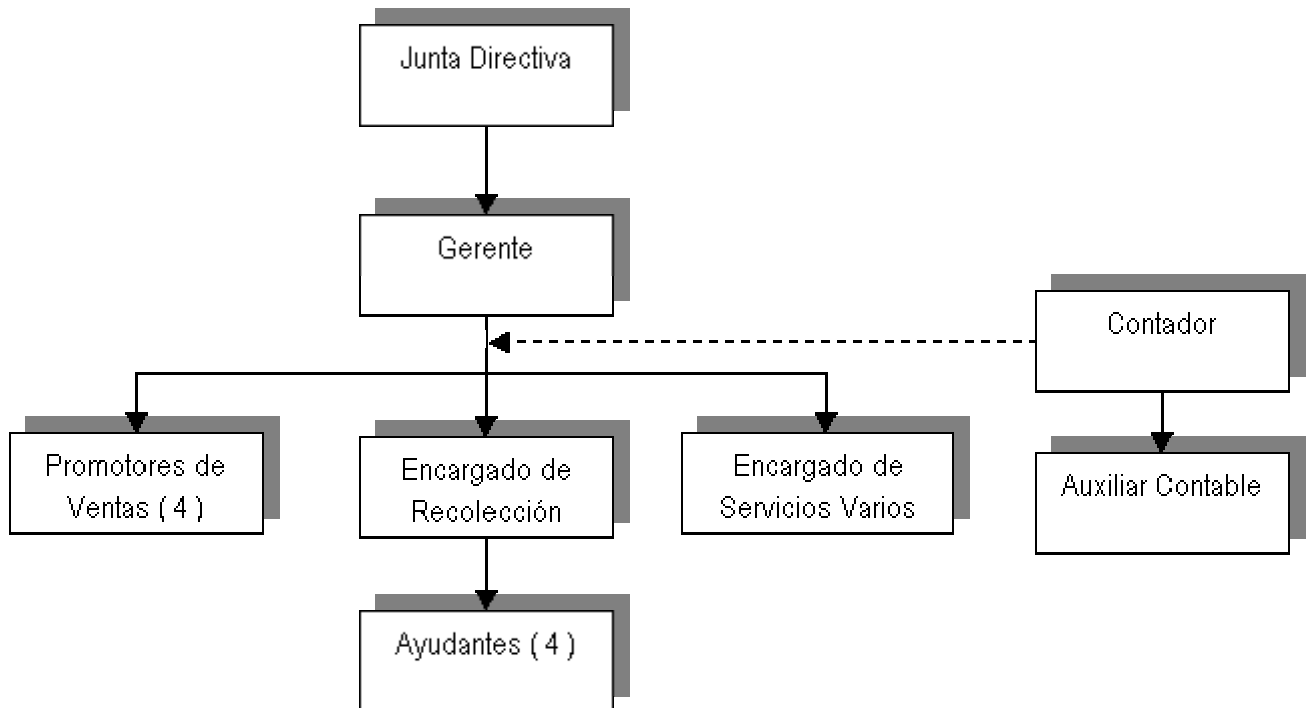 Junta Directiva
Gerente
Contador
Promotores de
Ventas ( 4 )
Encargado de
Recolección
Encargado de
Servicios Varios
Auxiliar Contable
Ayudantes ( 4 )